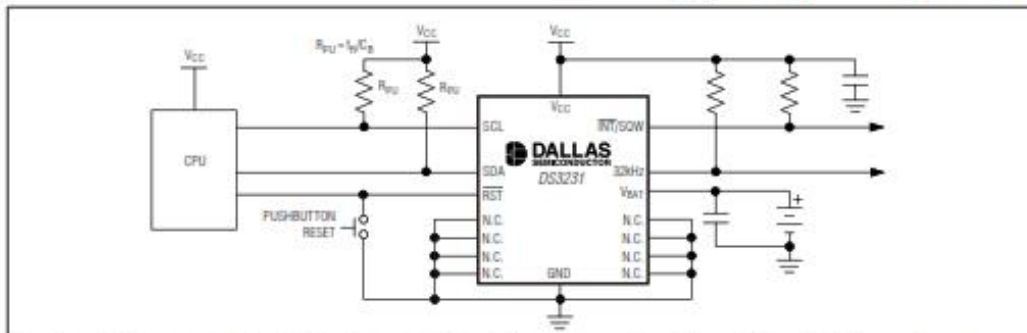 VCC
RPU = tR/CB
VCC
VCC
RPU
RPU
VCC
SCL
INT/SQW
CPU
DALLAS
SEMICONDUCTOR
DS3231
SDA
32kHz
RST
VBAT
+
PUSHBUTTON
RESET
N.C.
N.C.
N.C.
N.C.
N.C.
N.C.
N.C.
N.C.
GND